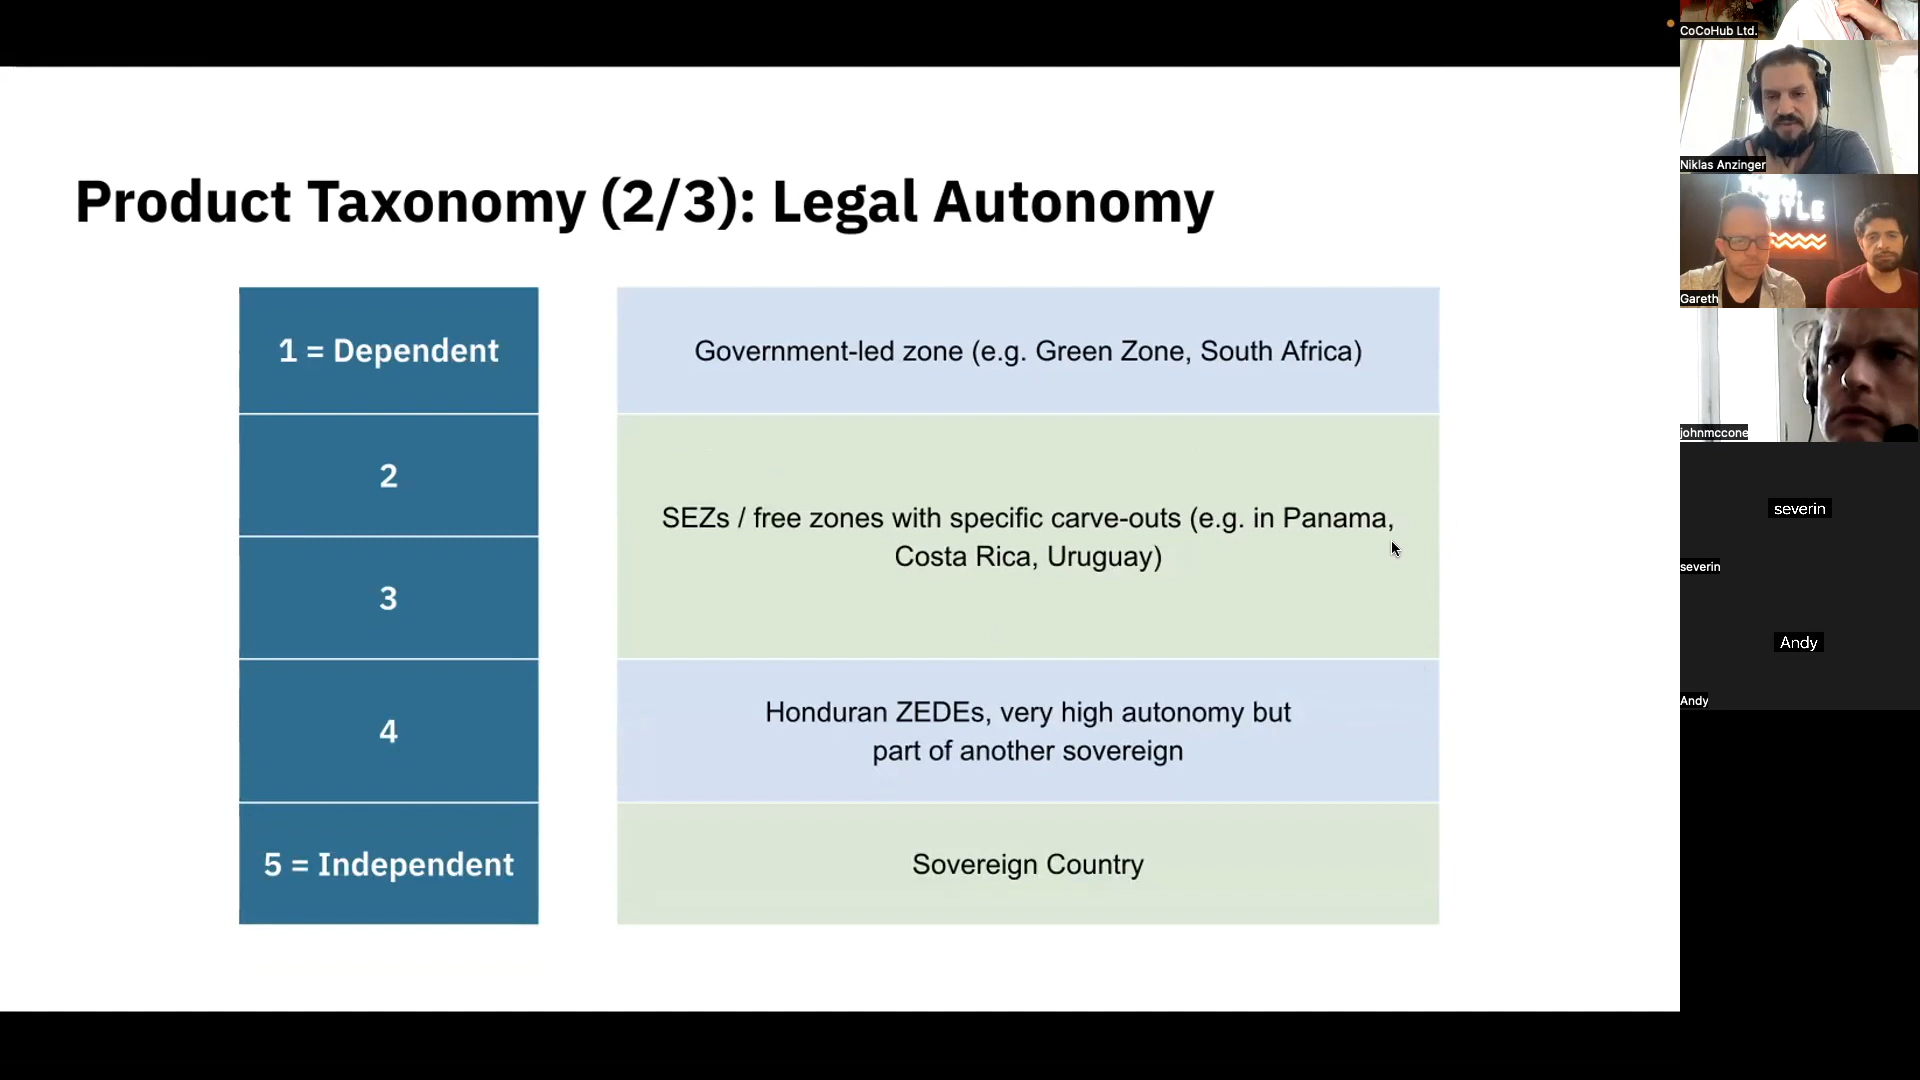 Product Taxonomy (2/3): Legal Autonomy
1 = Dependent
Government-led zone (e.g. Green Zone, South Africa)
2
SEZs / free zones with specific carve-outs (e.g. in Panama,
Costa Rica, Uruguay)
3
4
Honduran ZEDEs, very high autonomy but
part of another sovereign
5 = Independent
Sovereign Country
CoCoHub Ltd.
Niklas Anzinger
Gareth
johnmccone
severin
severin
Andy
Andy